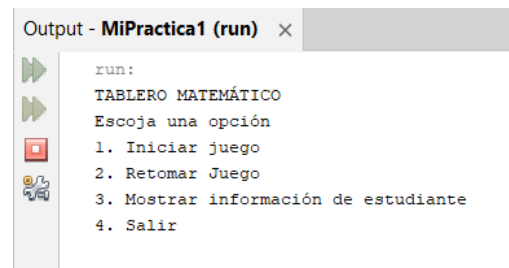 Output - MiPractica1 (run) ×
run:
TABLERO MATEMÁTICO
Escoja una opción
1. Iniciar juego
2. Retomar Juego
3. Mostrar información de estudiante
4. Salir